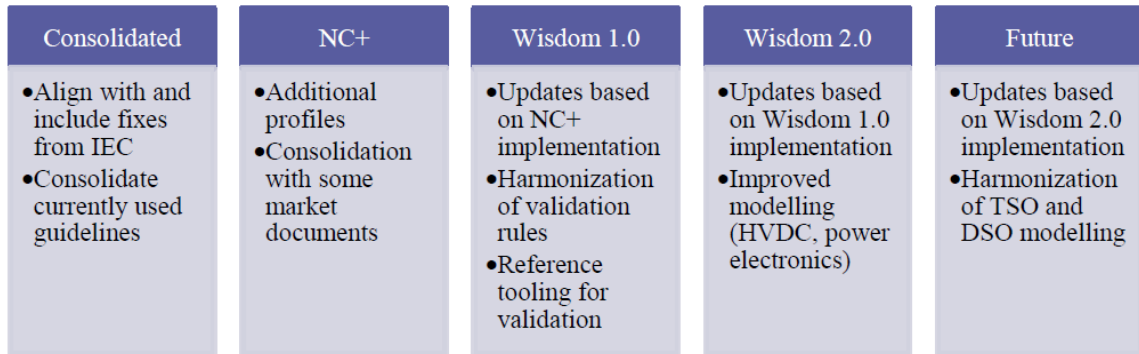 Consolidated
•Align with and
include fixes
from IEC
•Consolidate
currently used
guidelines
NC+
•Additional
profiles
•Consolidation
with some
market
documents
Wisdom 1.0
•Updates based
on NC+
implementation
•Harmonization
of validation
rules
•Reference
tooling for
validation
Wisdom 2.0
•Updates based
on Wisdom 1.0
implementation
•Improved
modelling
(HVDC, power
electronics)
Future
•Updates based
on Wisdom 2.0
implementation
•Harmonization
of TSO and
DSO modelling